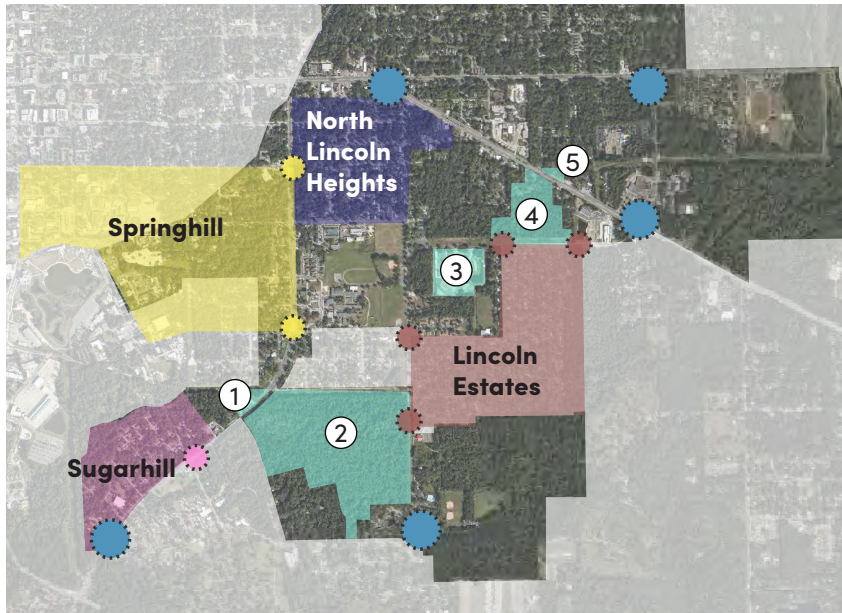 North
Lincoln
Heights
5
Springhill
4
3
Lincoln
Estates
1
2
Sugarhill